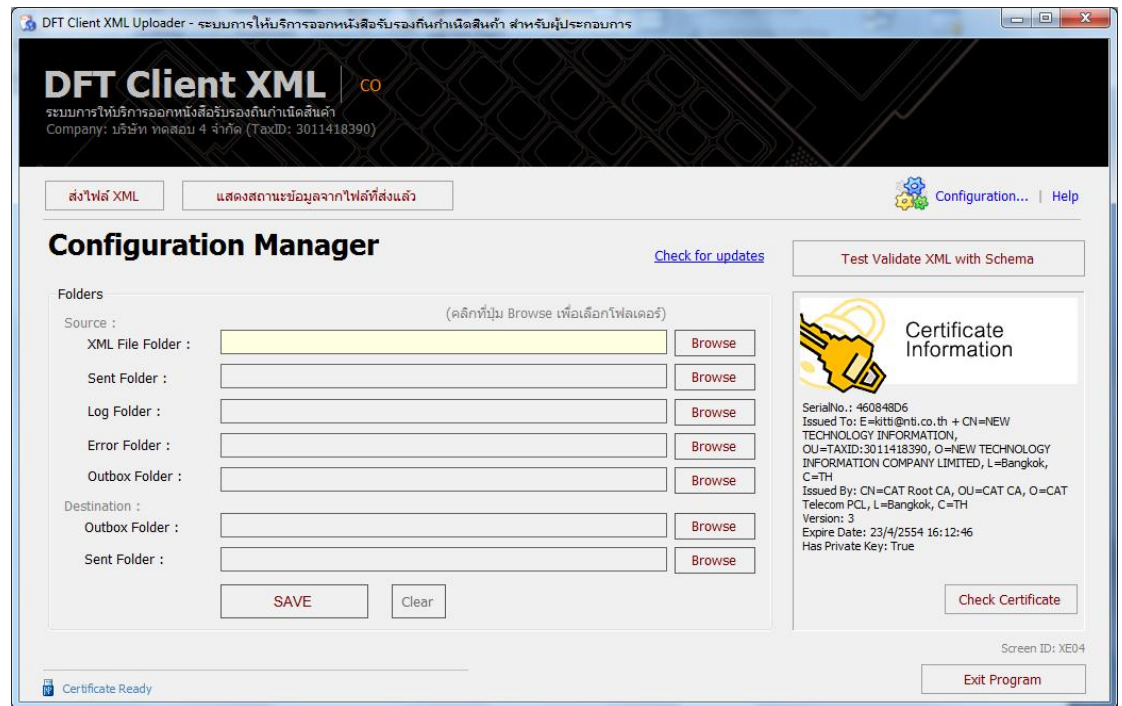 DFT Client XML Uploader - ระบบการให้บริการออกหนังสือรับรองถิ่นกำเนิดสินค้า สำหรับผู้ประกอบการ
DFT Client XML | CO
ระบบการให้บริการออกหนังสือรับรองถิ่นกำเนิดสินค้า
Company: บริษัท ทดสอบ 4 จำกัด (TaxID: 3011418390)
ส่งไฟล์ XML
แสดงสถานะข้อมูลจากไฟล์ที่ส่งแล้ว
Configuration... | Help
Configuration Manager
Check for updates
Test Validate XML with Schema
Folders
(คลิกที่ปุ่ม Browse เพื่อเลือกโฟลเดอร์)
Source :
XML File Folder :
Browse
Sent Folder :
Browse
Log Folder :
Browse
Error Folder :
Browse
Outbox Folder :
Browse
Destination :
Outbox Folder :
Browse
Sent Folder :
Browse
SAVE
Clear
Certificate
Information
SerialNo.: 460848D6
Issued To: E=kitti@nti.co.th + CN=NEW
TECHNOLOGY INFORMATION,
OU=TAXID:3011418390, O=NEW TECHNOLOGY
INFORMATION COMPANY LIMITED, L=Bangkok,
C=TH
Issued By: CN=CAT Root CA, OU=CAT CA, O=CAT
Telecom PCL, L=Bangkok, C=TH
Version: 3
Expire Date: 23/4/2554 16:12:46
Has Private Key: True
Check Certificate
Screen ID: XE04
Certificate Ready
Exit Program